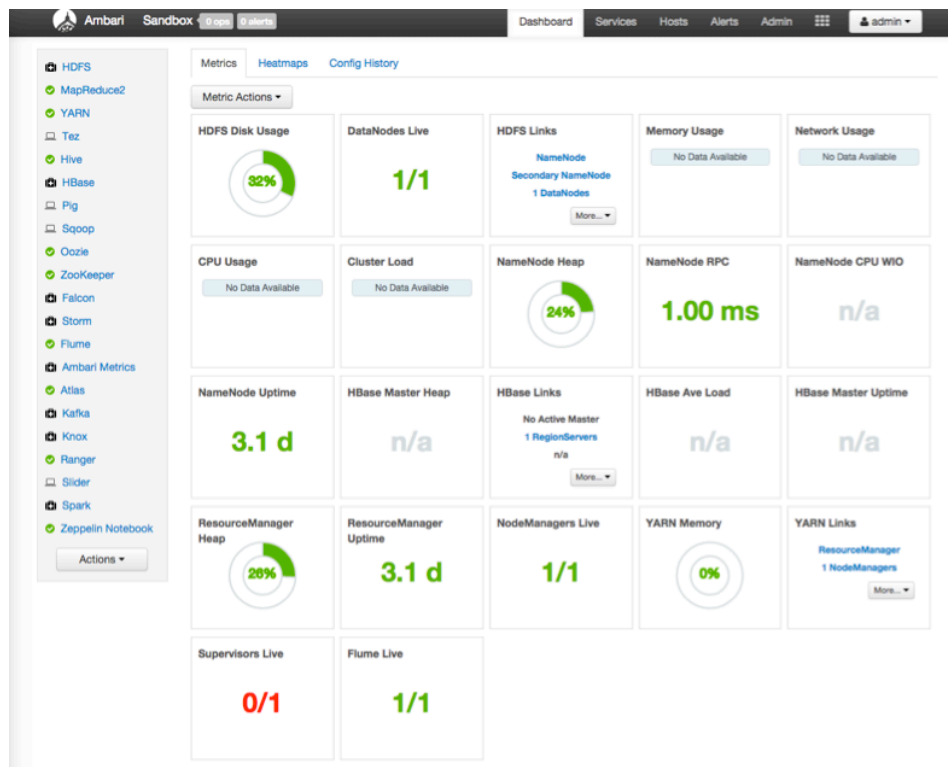 Ambari Sandbox 0 ops 0 alerts Dashboard Services Hosts Alerts Admin admin
HDFS
MapReduce2
YARN
Tez
Hive
HBase
Pig
Sqoop
Oozie
ZooKeeper
Falcon
Storm
Flume
Ambari Metrics
Atlas
Kafka
Knox
Ranger
Slider
Spark
Zeppelin Notebook
Actions
Metrics Heatmaps Config History
Metric Actions
HDFS Disk Usage
32%
DataNodes Live
1/1
HDFS Links
NameNode
Secondary NameNode
1 DataNodes
More...
Memory Usage
No Data Available
Network Usage
No Data Available
CPU Usage
No Data Available
Cluster Load
No Data Available
NameNode Heap
24%
NameNode RPC
1.00 ms
NameNode CPU WIO
n/a
NameNode Uptime
3.1 d
HBase Master Heap
n/a
HBase Links
No Active Master
1 RegionServers
n/a
More...
HBase Ave Load
n/a
HBase Master Uptime
n/a
ResourceManager
Heap
26%
ResourceManager
Uptime
3.1 d
NodeManagers Live
1/1
YARN Memory
0%
YARN Links
ResourceManager
1 NodeManagers
More...
Supervisors Live
0/1
Flume Live
1/1